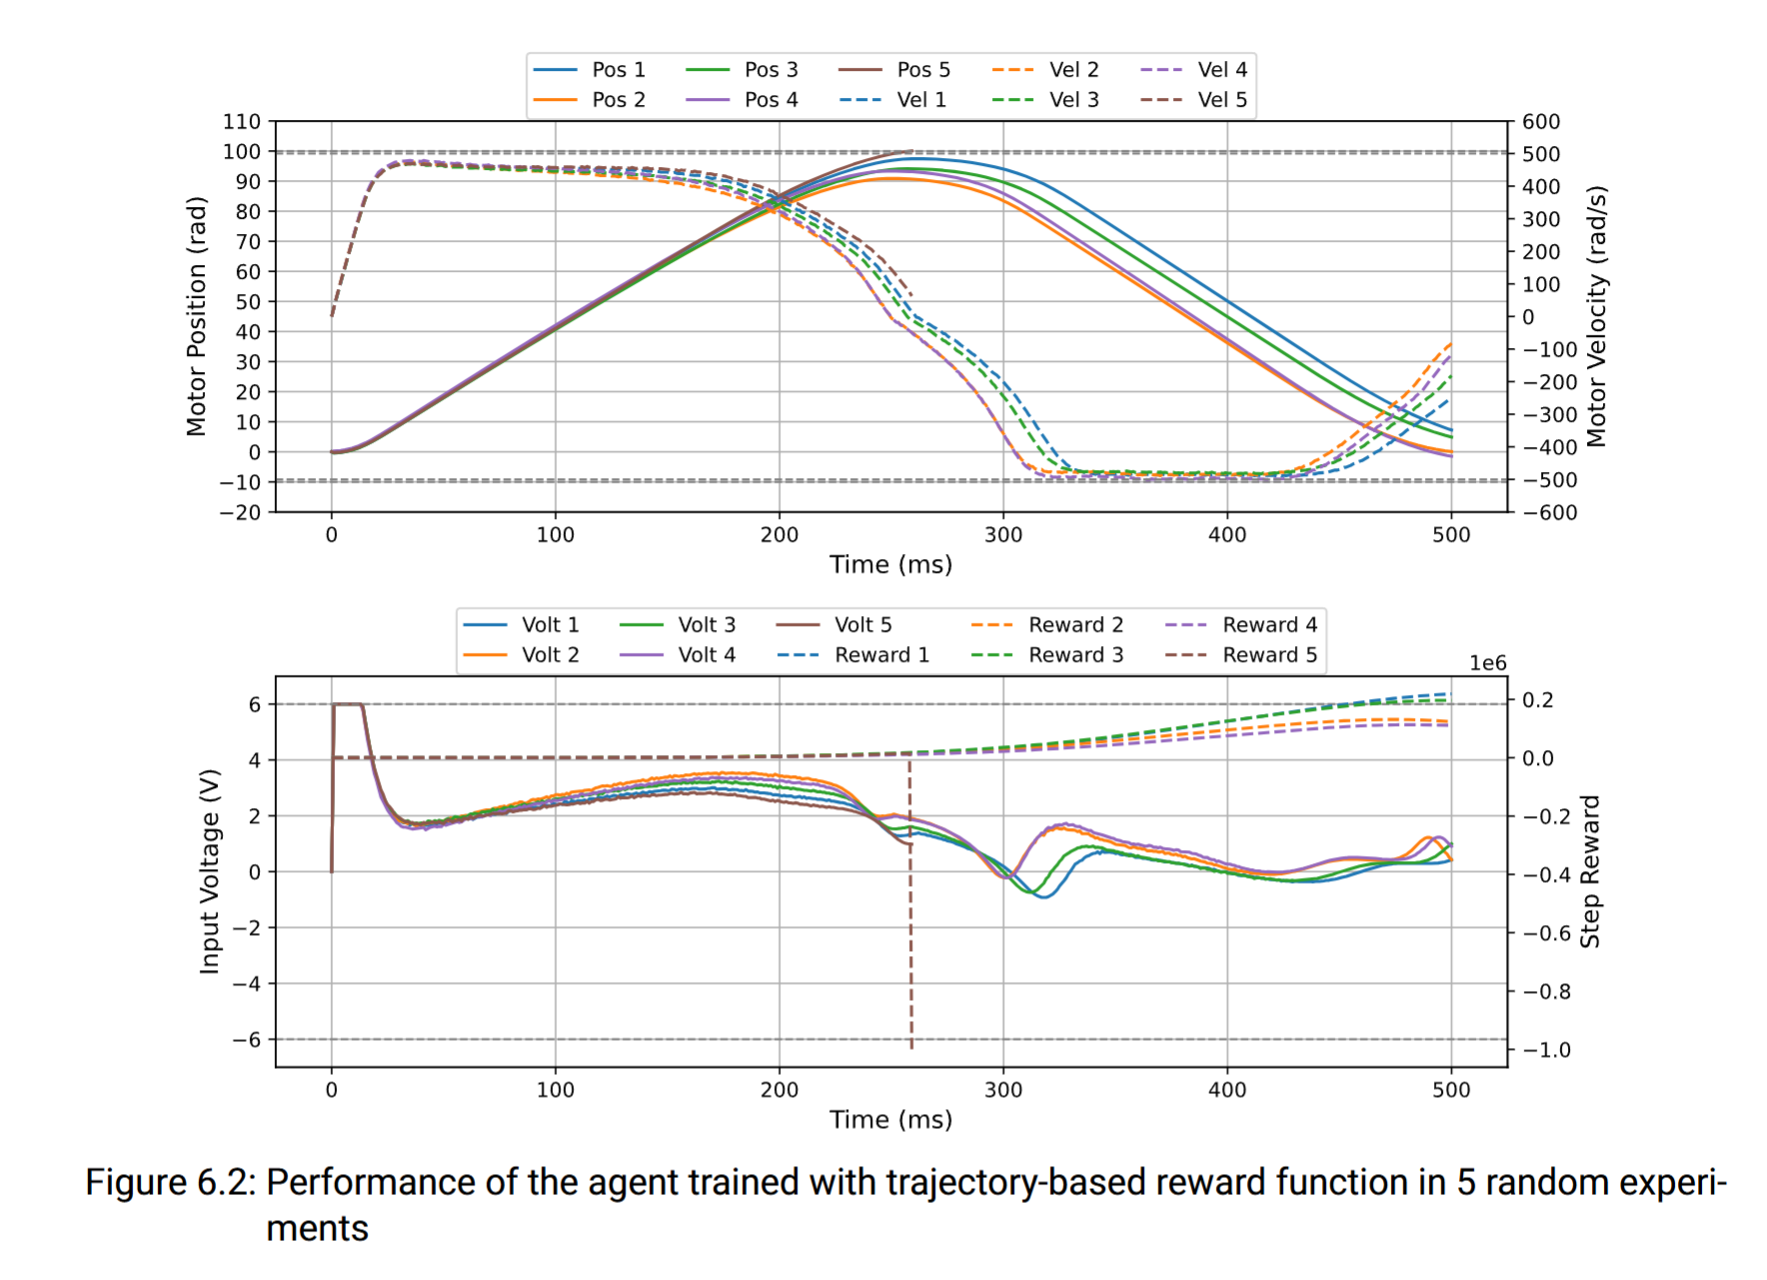 Pos 1 Pos 3 Pos 5 Vel 2 Vel 4
Pos 2 Pos 4 Vel 1 Vel 3 Vel 5
110 600
100 500
90 400
80 300
70 200
60 100
50 0
40 −100
30 −200
20 −300
10 −400
0 −500
−10 −600
−20
Motor Position (rad)
Motor Velocity (rad/s)
0 100 200 300 400 500
Time (ms)
Volt 1 Volt 3 Volt 5 Reward 2 Reward 4
Volt 2 Volt 4 Reward 1 Reward 3 Reward 5
1e6
6 0.2
4 0.0
2 −0.2
0 −0.4
−2 −0.6
−4 −0.8
−6 −1.0
Input Voltage (V)
Step Reward
0 100 200 300 400 500
Time (ms)
Figure 6.2: Performance of the agent trained with trajectory-based reward function in 5 random experi-
ments